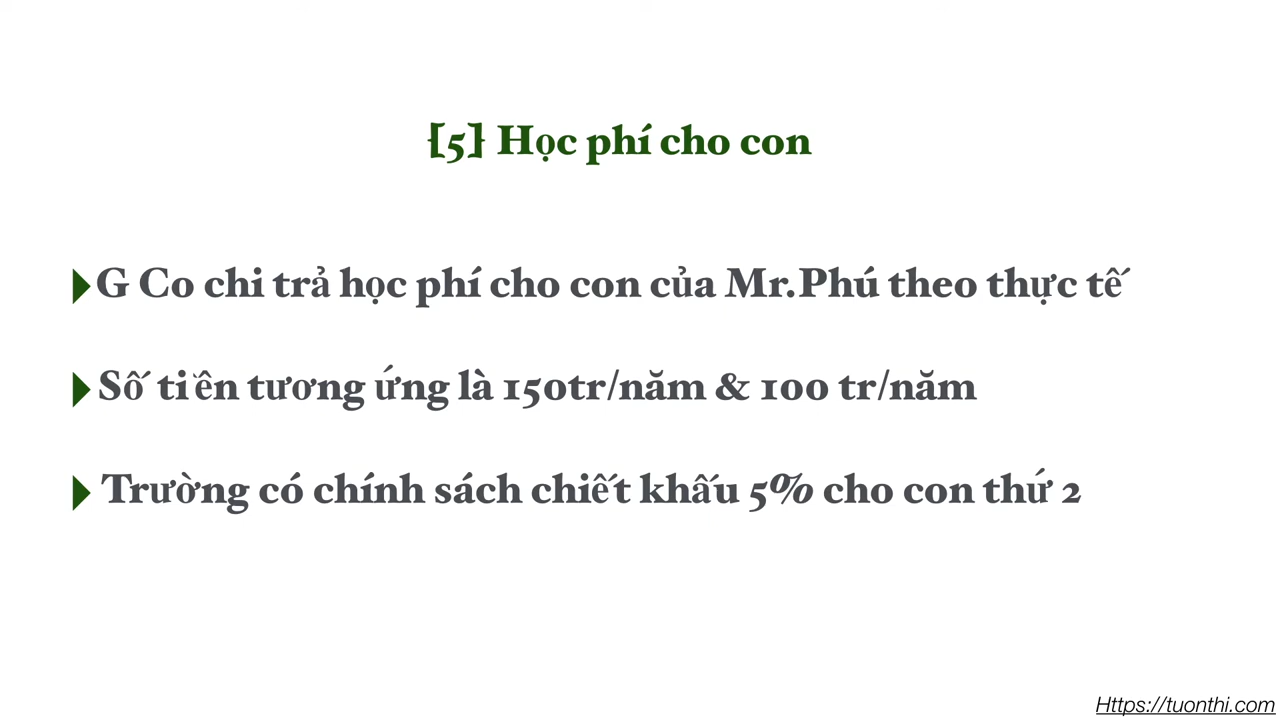 [5] Học phí cho con
G Co chi trả học phí cho con của Mr.Phú theo thực tế
Số tiền tương ứng là 150tr/năm & 100 tr/năm
Trường có chính sách chiết khấu 5% cho con thứ 2
Https://tuonthi.com